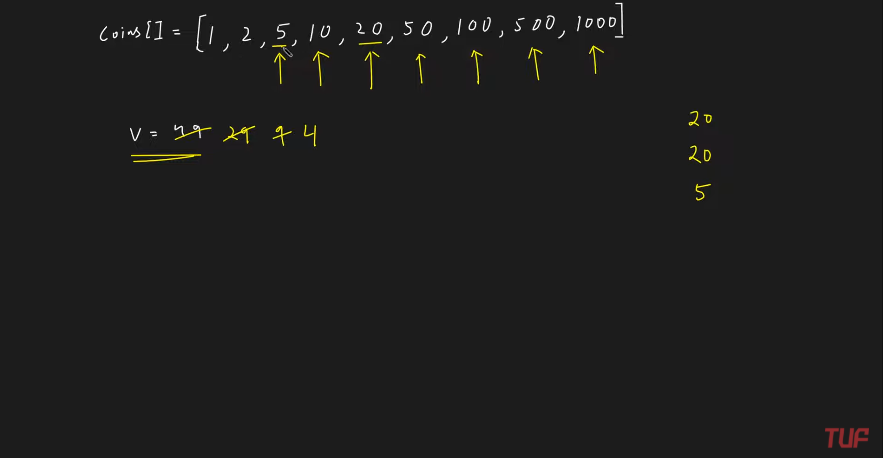 Coins[] = [1, 2, 5, 10, 20, 50, 100, 500, 1000]
V = 49 29 9 4
20
20
5
TUF